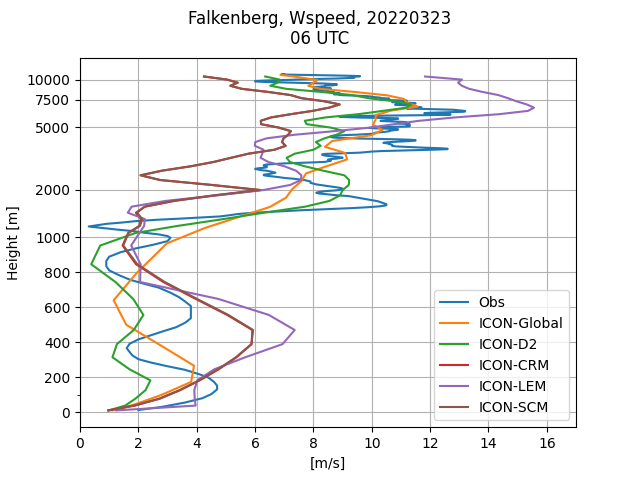 Falkenberg, Wspeed, 20220323
06 UTC
Height [m]
10000
7500
5000
2000
1000
800
600
400
200
0
Obs
ICON-Global
ICON-D2
ICON-CRM
ICON-LEM
ICON-SCM
0 2 4 6 8 10 12 14 16
[m/s]